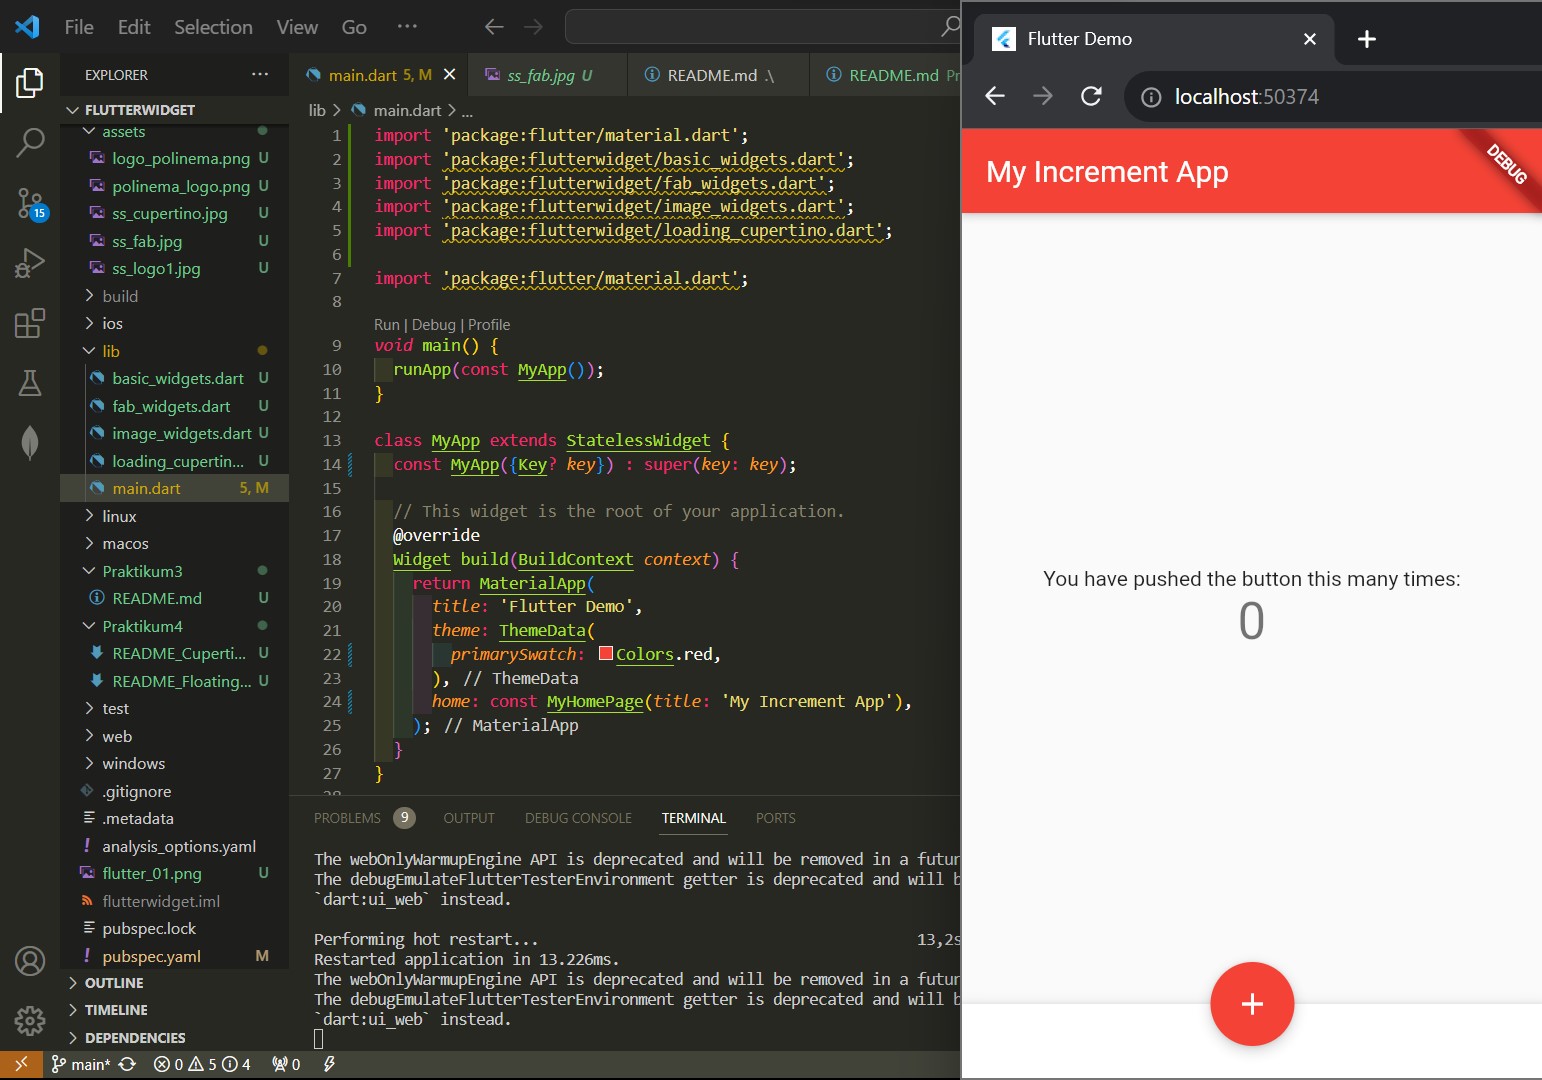 File Edit Selection View Go ···
EXPLORER ···
FLUTTERWIDGET
assets
logo_polinema.png U
polinema_logo.png U
ss_cupertino.jpg U
ss_fab.jpg U
ss_logo1.jpg U
build
ios
lib
basic_widgets.dart U
fab_widgets.dart U
image_widgets.dart U
loading_cupertin... U
main.dart 5, M
linux
macos
Praktikum3
README.md U
Praktikum4
README_Cuperti... U
README_Floating... U
test
web
windows
.gitignore
.metadata
analysis_options.yaml
flutter_01.png U
flutterwidget.iml
pubspec.lock
pubspec.yaml M
OUTLINE
TIMELINE
DEPENDENCIES
15
main.dart 5, M ss_fab.jpg U README.md .\ README.md Pr
lib > main.dart > ...
1 import 'package:flutter/material.dart';
2 import 'package:flutterwidget/basic_widgets.dart';
3 import 'package:flutterwidget/fab_widgets.dart';
4 import 'package:flutterwidget/image_widgets.dart';
5 import 'package:flutterwidget/loading_cupertino.dart';
6
7 import 'package:flutter/material.dart';
8
Run | Debug | Profile
9 void main() {
10 runApp(const MyApp());
11 }
12
13 class MyApp extends StatelessWidget {
14 const MyApp({Key? key}) : super(key: key);
15
16 // This widget is the root of your application.
17 @override
18 Widget build(BuildContext context) {
19 return MaterialApp(
20 title: 'Flutter Demo',
21 theme: ThemeData(
22 primarySwatch: Colors.red,
23 ), // ThemeData
24 home: const MyHomePage(title: 'My Increment App'),
25 ); // MaterialApp
26 }
27 }
PROBLEMS 9 OUTPUT DEBUG CONSOLE TERMINAL PORTS
The webOnlyWarmupEngine API is deprecated and will be removed in a futur
The debugEmulateFlutterTesterEnvironment getter is deprecated and will b
`dart:ui_web` instead.
Performing hot restart... 13,2s
Restarted application in 13.226ms.
The webOnlyWarmupEngine API is deprecated and will be removed in a futur
The debugEmulateFlutterTesterEnvironment getter is deprecated and will b
`dart:ui_web` instead.
main* 0 5 4 0
Flutter Demo
localhost:50374
My Increment App
DEBUG
You have pushed the button this many times:
0
+